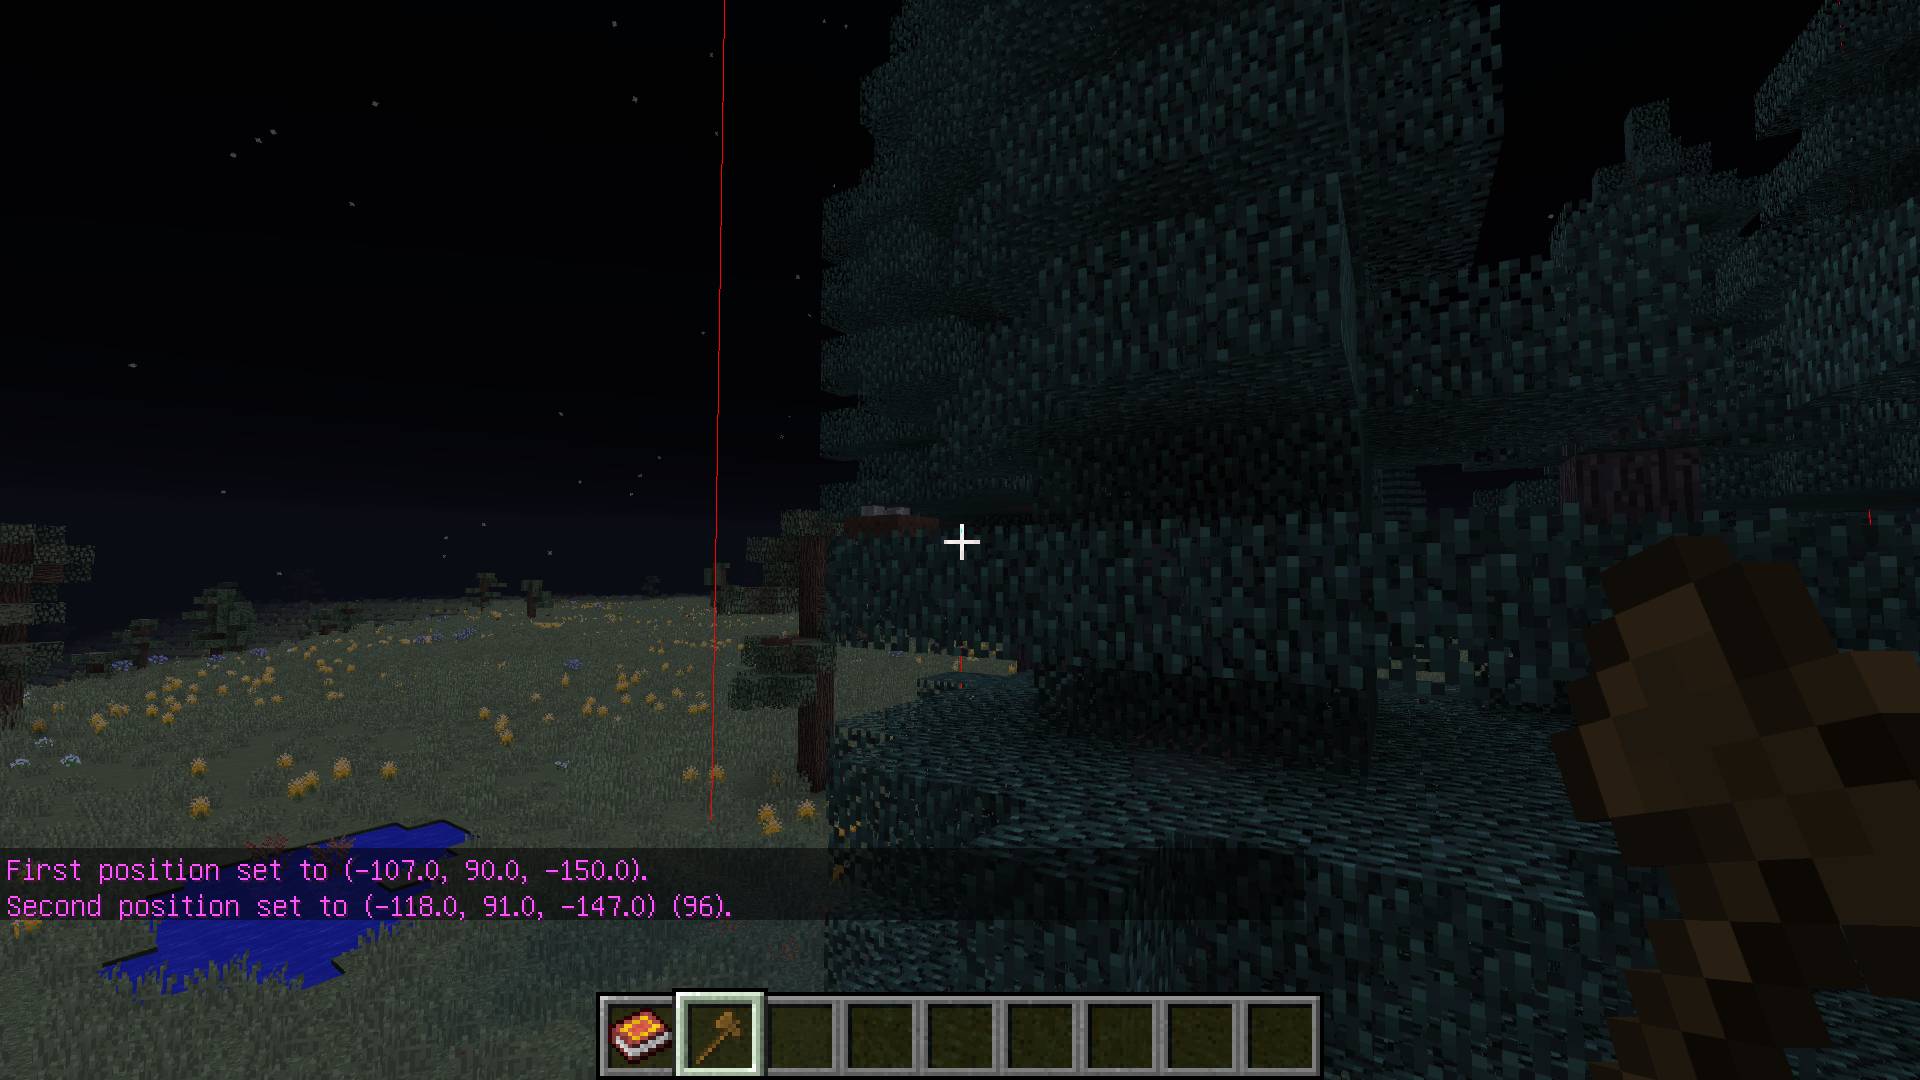 First position set to (-107.0, 90.0, -150.0).
Second position set to (-118.0, 91.0, -147.0) (96).